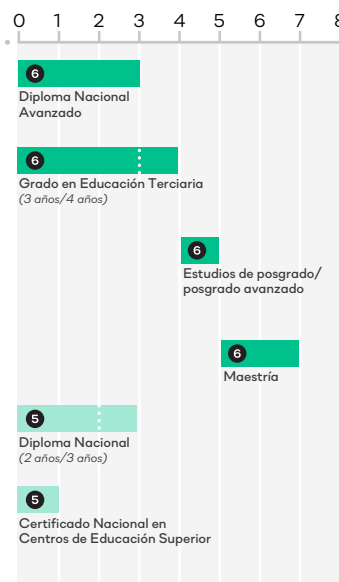 0 1 2 3 4 5 6 7 8
6
Diploma Nacional
Avanzado
6
Grado en Educación Terciaria
(3 años/4 años)
6
Estudios de posgrado/
posgrado avanzado
6
Maestría
5
Diploma Nacional
(2 años/3 años)
5
Certificado Nacional en
Centros de Educación Superior